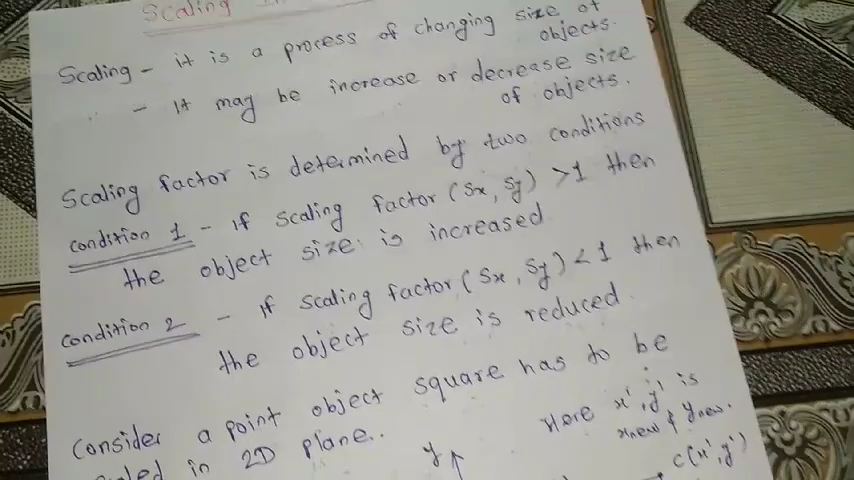 Scaling
Scaling - it is a process of changing size of
objects.
- It may be increase or decrease size
of objects.
Scaling factor is determined by two conditions
condition 1 - if scaling factor (Sx, Sy) >1 then
the object size is increased
condition 2 - if scaling factor (Sx, Sy) < 1 then
the object size is reduced.
Consider a point object square has to be
in 2D plane..
Here x', y' is
xnew & ynew.
y
C(x', y')